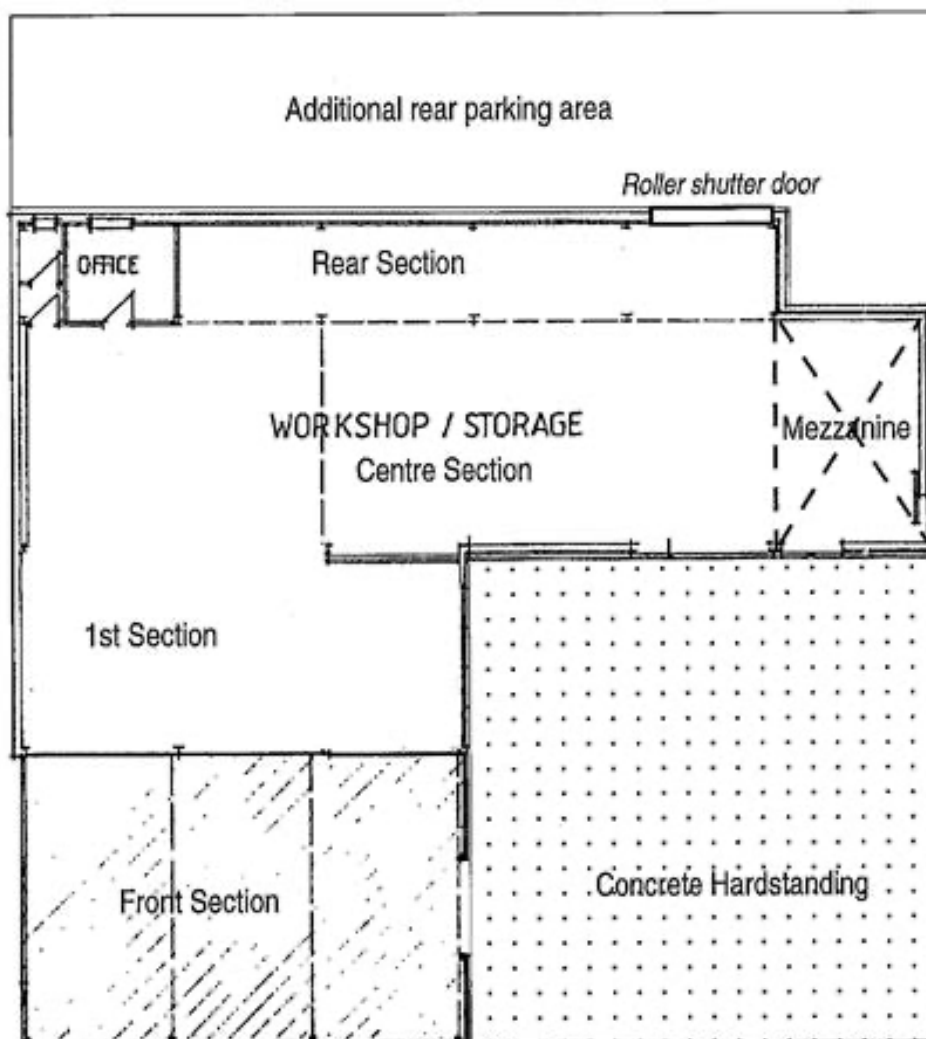 Additional rear parking area
Roller shutter door
OFFICE
Rear Section
WORKSHOP / STORAGE
Centre Section
Mezzanine
1st Section
Front Section
Concrete Hardstanding